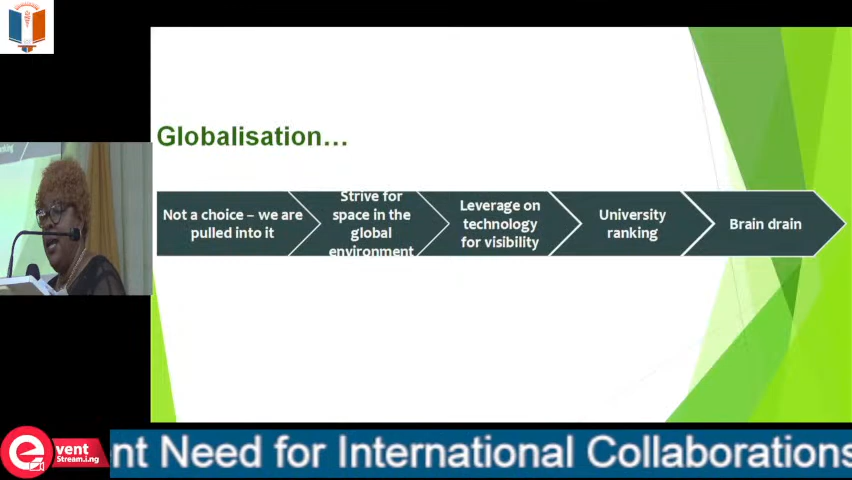 Globalisation...
Not a choice – we are
pulled into it
Strive for
space in the
global
environment
Leverage on
technology
for visibility
University
ranking
Brain drain
event
Stream.i.ng
nt Need for International Collaborations